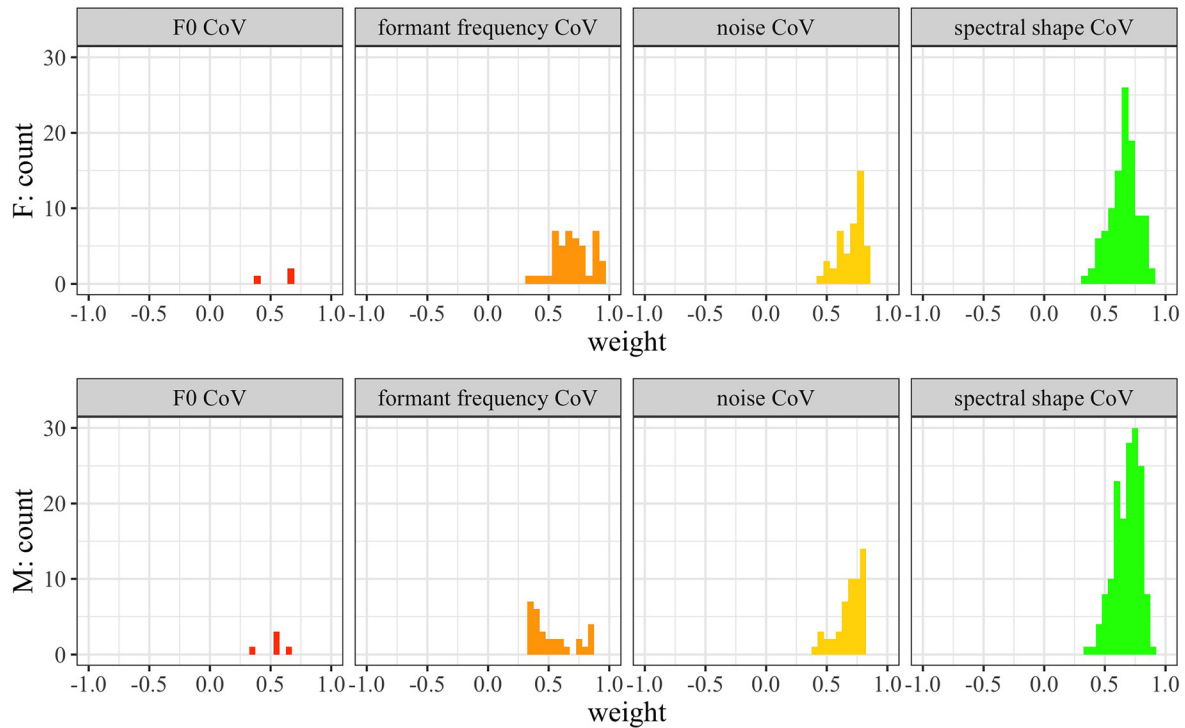 F0 CoV formant frequency CoV noise CoV spectral shape CoV
30
20
10
0
F: count
-1.0 -0.5 0.0 0.5 1.0 -1.0 -0.5 0.0 0.5 1.0 -1.0 -0.5 0.0 0.5 1.0 -1.0 -0.5 0.0 0.5 1.0
weight
F0 CoV formant frequency CoV noise CoV spectral shape CoV
30
20
10
0
M: count
-1.0 -0.5 0.0 0.5 1.0 -1.0 -0.5 0.0 0.5 1.0 -1.0 -0.5 0.0 0.5 1.0 -1.0 -0.5 0.0 0.5 1.0
weight